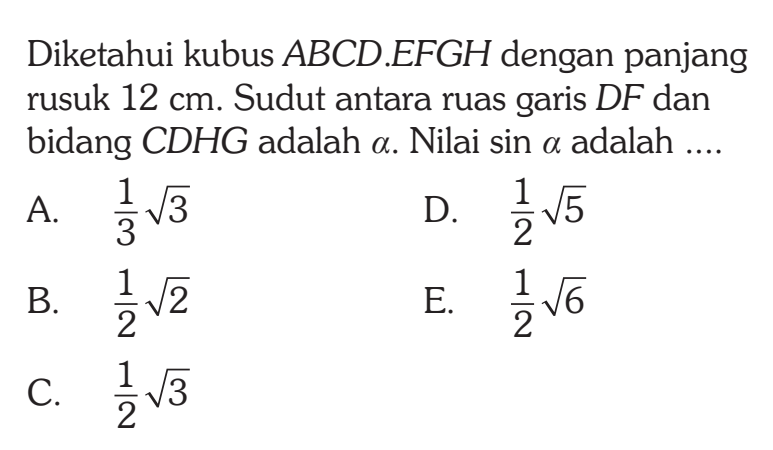 Diketahui kubus ABCD.EFGH dengan panjang
rusuk 12 cm. Sudut antara ruas garis DF dan
bidang CDHG adalah α. Nilai sin α adalah ....
A. 1/3 √3
D. 1/2 √5
B. 1/2 √2
E. 1/2 √6
C. 1/2 √3